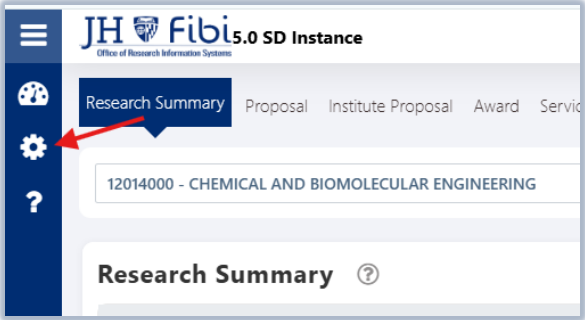 JH Fibi 5.0 SD Instance
Office of Research Information Systems
Research Summary Proposal Institute Proposal Award Servic
?
12014000 - CHEMICAL AND BIOMOLECULAR ENGINEERING
Research Summary ?